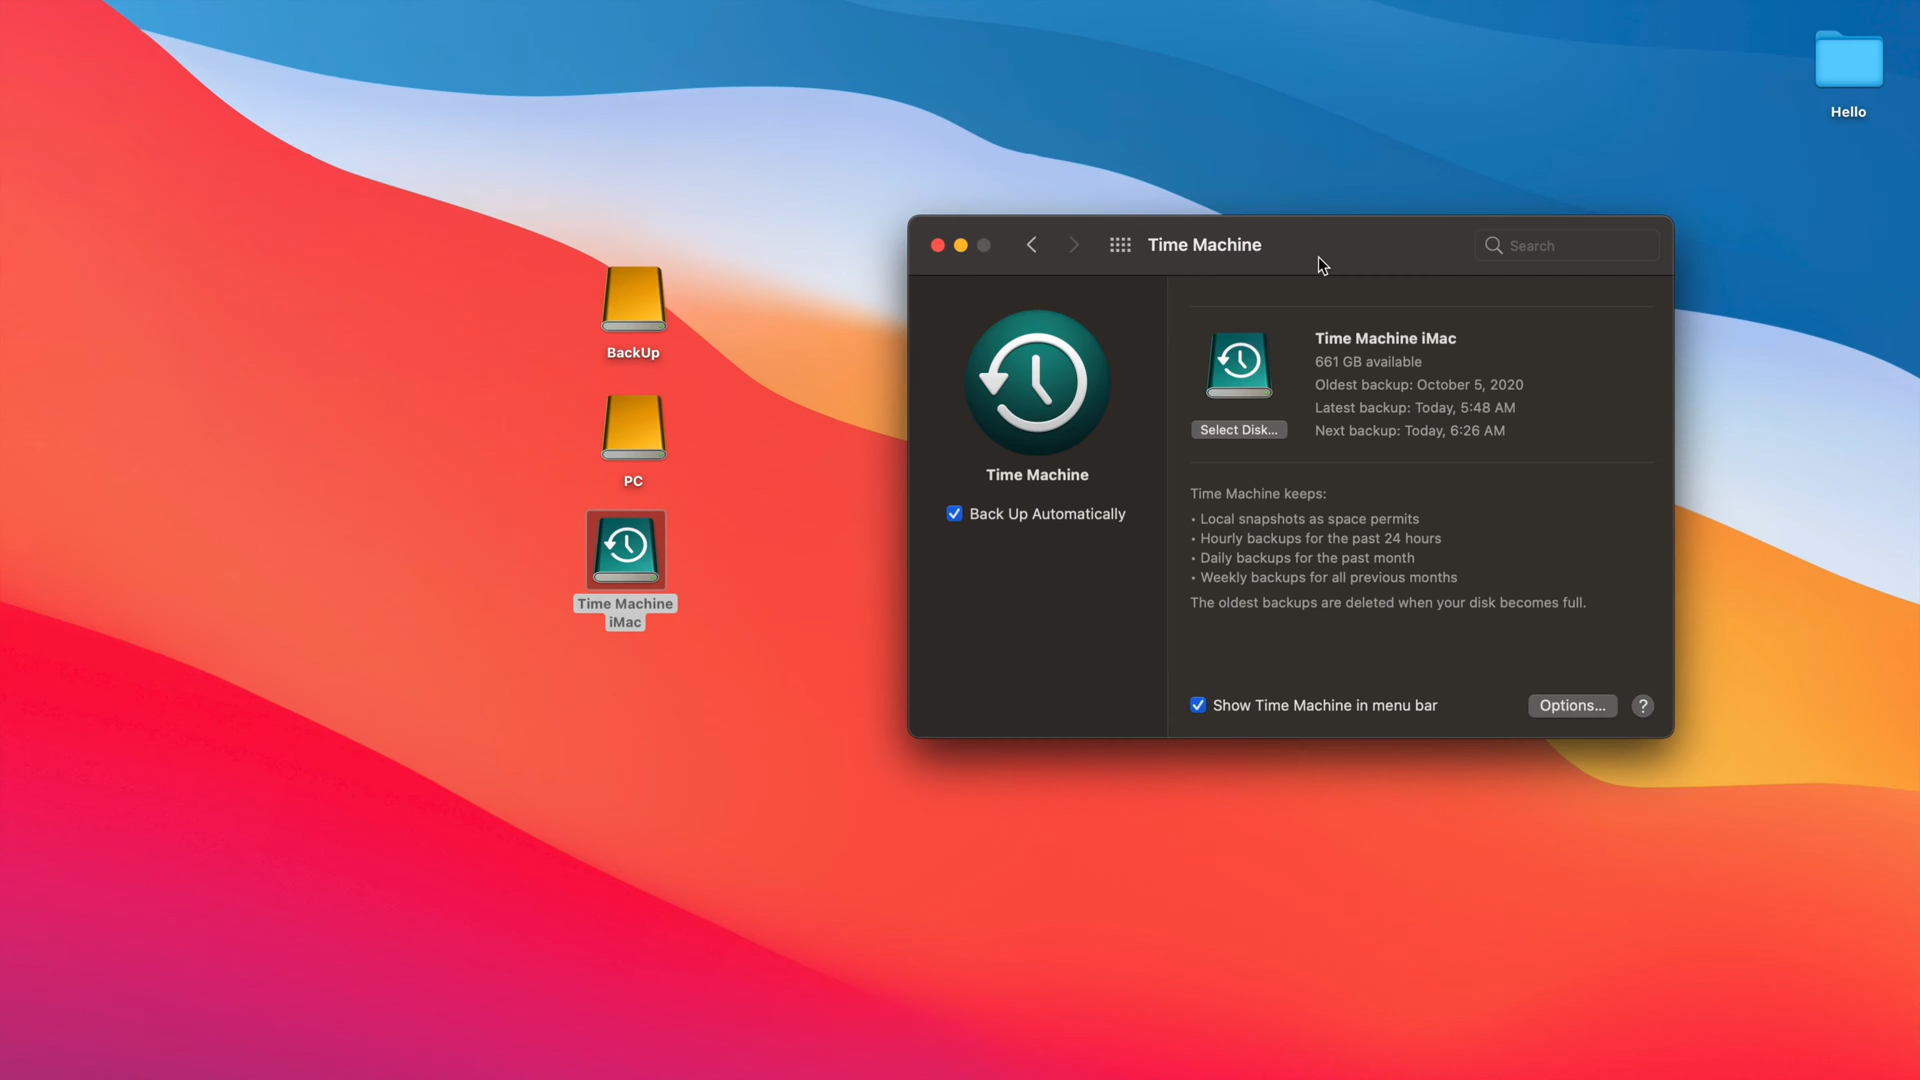 Hello
BackUp
PC
Time Machine
iMac
Time Machine
Search
Time Machine
Back Up Automatically
Time Machine iMac
661 GB available
Oldest backup: October 5, 2020
Latest backup: Today, 5:48 AM
Next backup: Today, 6:26 AM
Select Disk...
Time Machine keeps:
• Local snapshots as space permits
• Hourly backups for the past 24 hours
• Daily backups for the past month
• Weekly backups for all previous months
The oldest backups are deleted when your disk becomes full.
Show Time Machine in menu bar
Options...
?